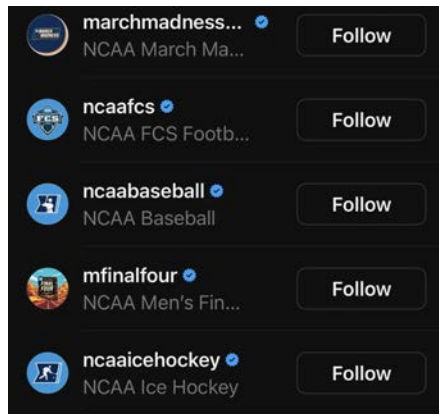 marchmadness...
Follow
NCAA March Ma...
ncaafcs
Follow
NCAA FCS Footb...
FCS
ncaabaseball
Follow
NCAA Baseball
mfinalfour
Follow
NCAA Men's Fin...
ncaaicehockey
Follow
NCAA Ice Hockey